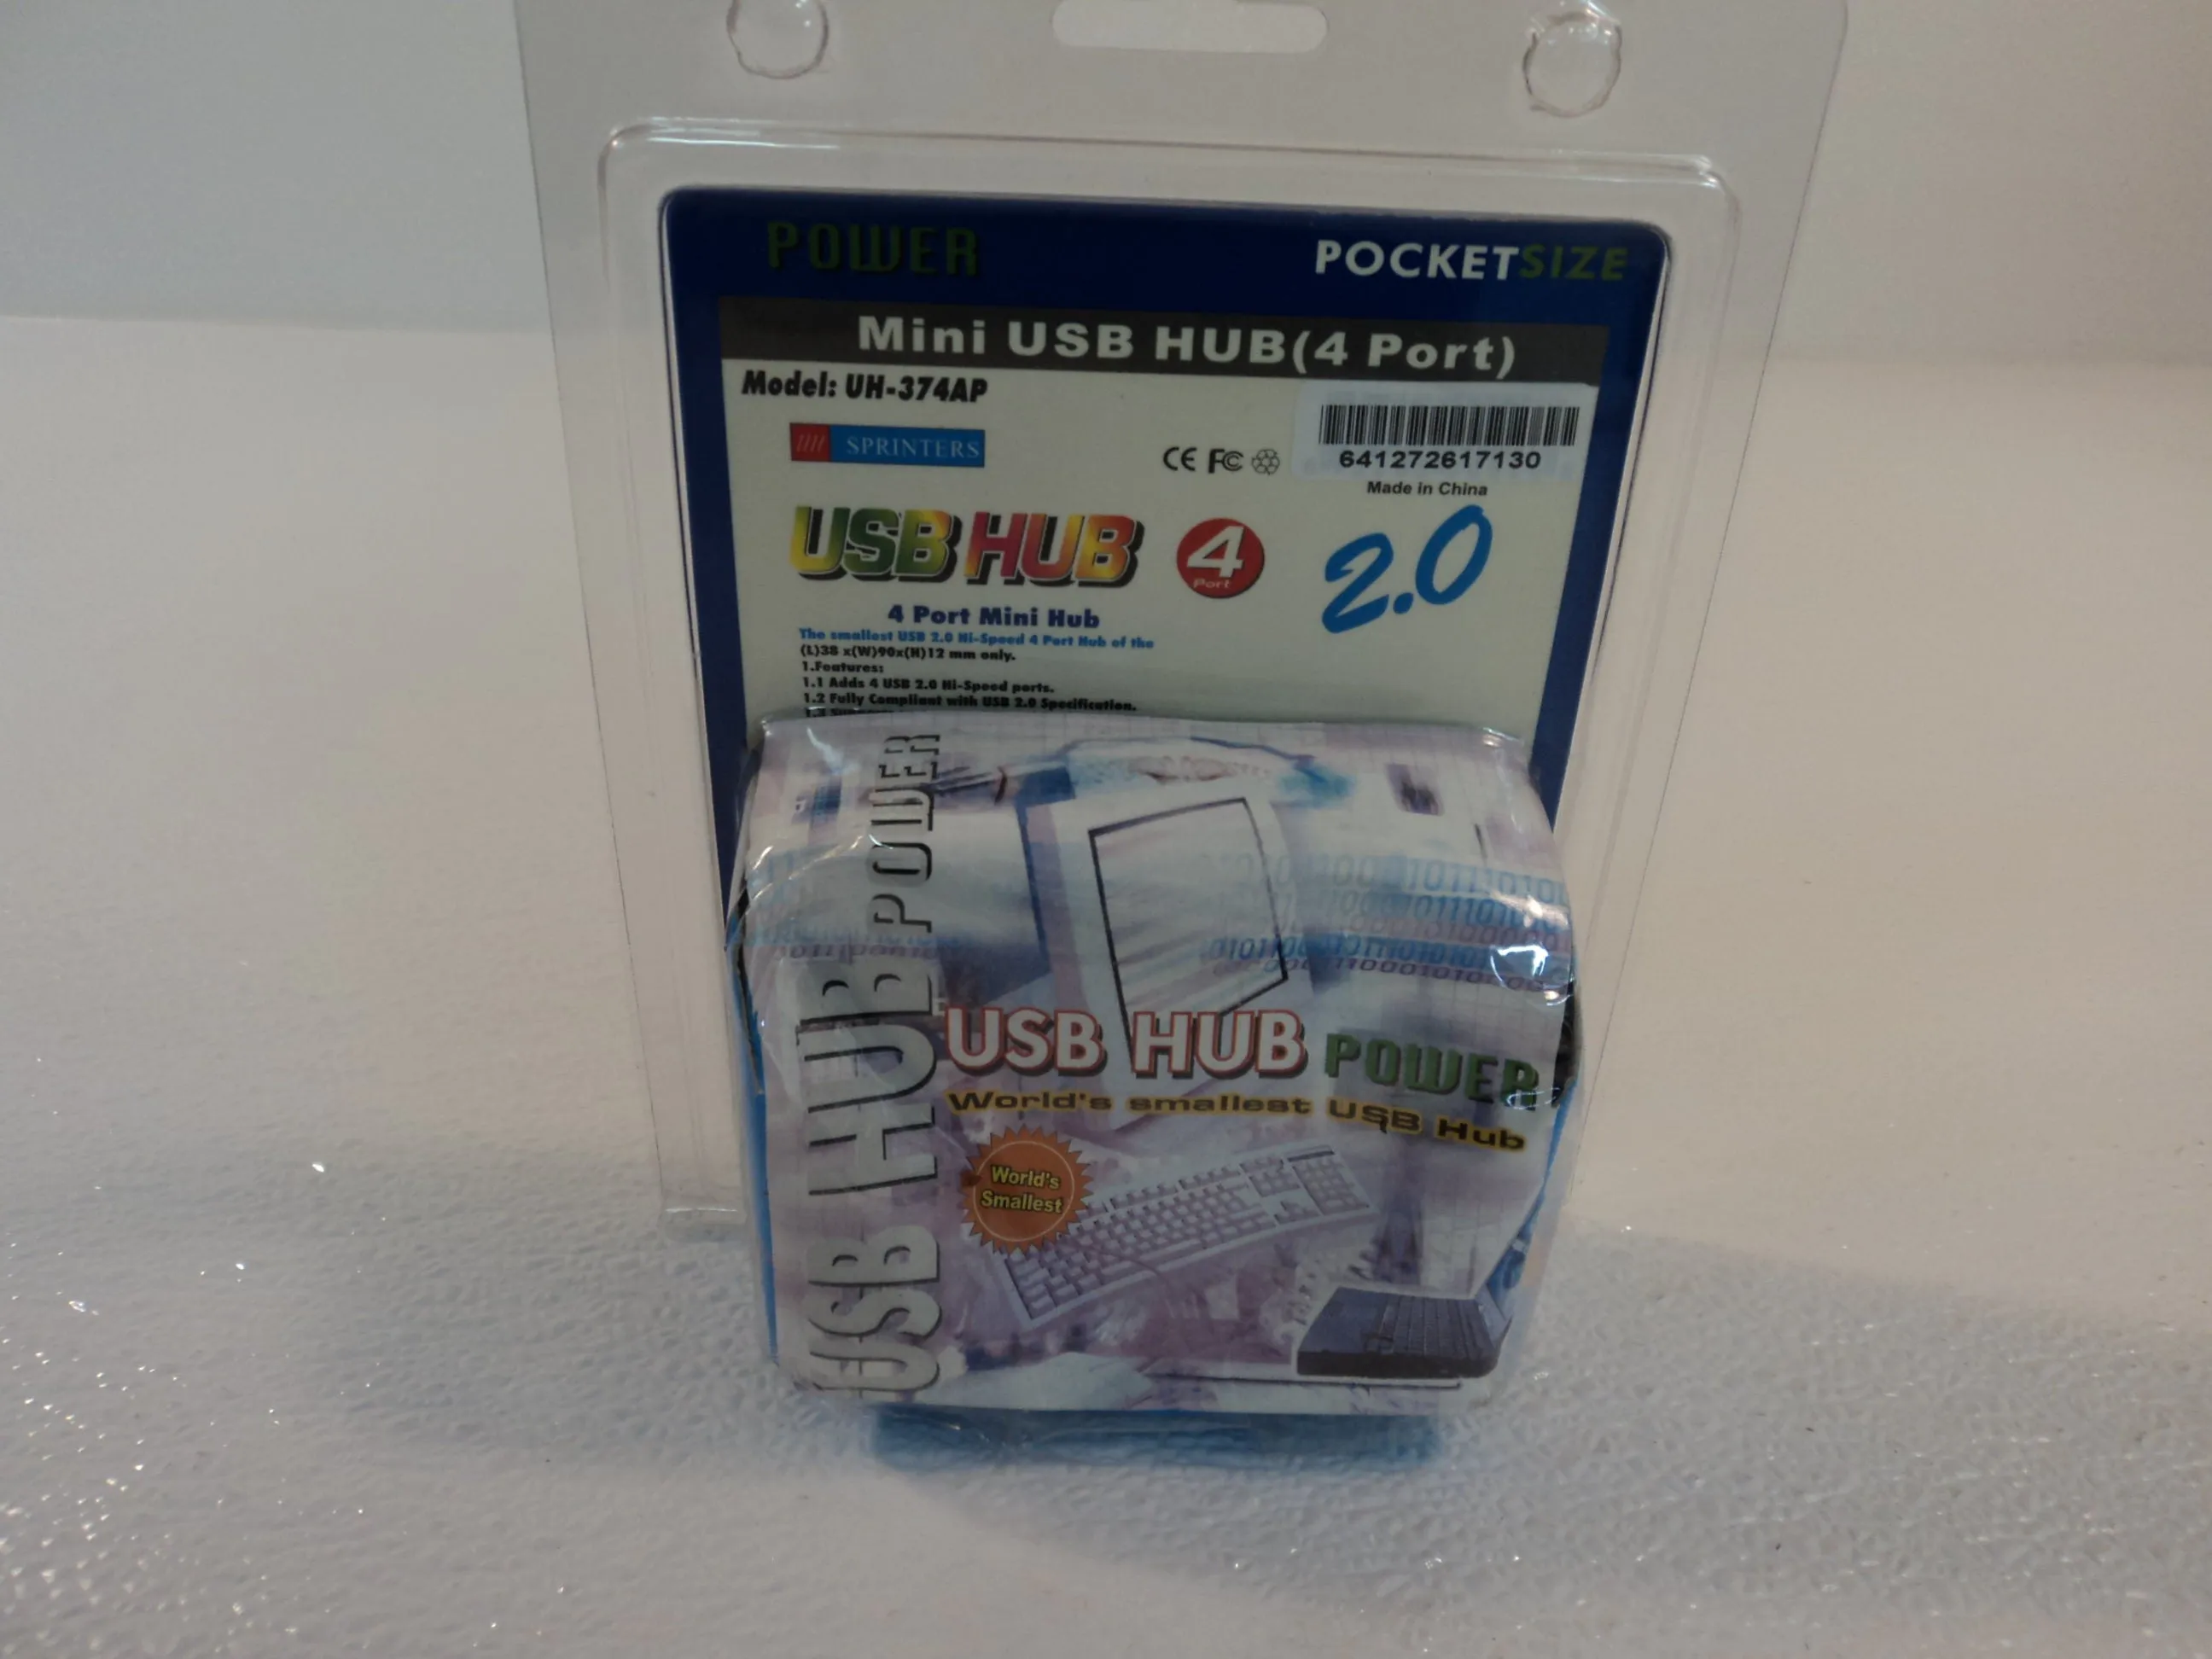 POWER
POCKETSIZE
Mini USB HUB(4 Port)
Model: UH-374AP
SPRINTERS
CE FC
641272617130
Made in China
USB HUB
4
Port
2.0
4 Port Mini Hub
The smallest USB 2.0 Hi-Speed 4 Port Hub of the
(L)38 x(W)90x(H)12 mm only.
1.Features:
1.1 Adds 4 USB 2.0 Hi-Speed ports.
1.2 Fully Compliant with USB 2.0 Specification.
USB HUB POWER
USB HUB POWER
World's smallest USB Hub
World's
Smallest